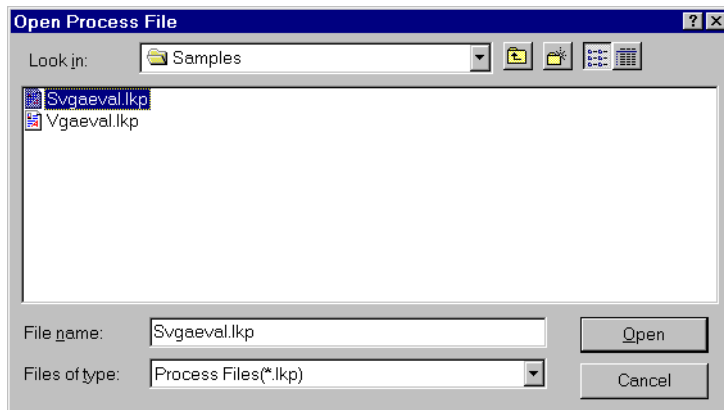 Open Process File
Look in: Samples
Svgaeval.lkp
Vgaeval.lkp
File name: Svgaeval.lkp Open
Files of type: Process Files(*.lkp) Cancel